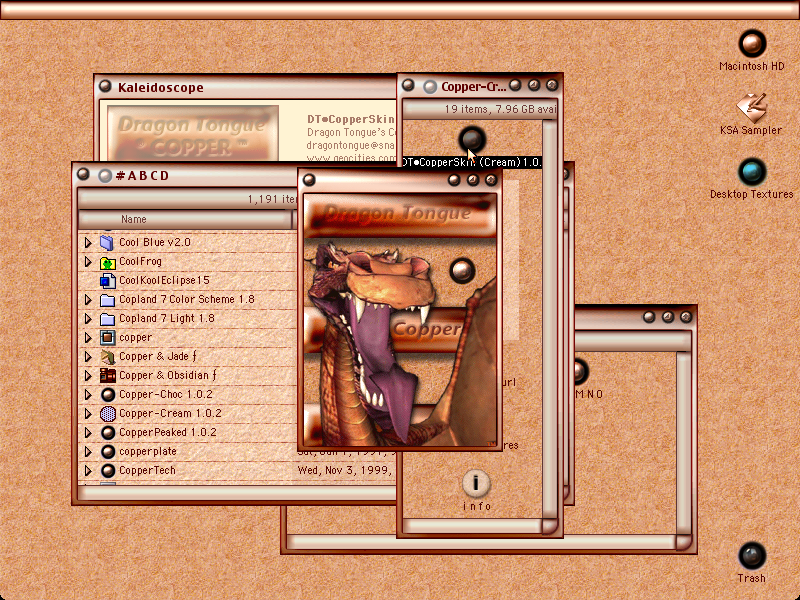 Macintosh HD
KSA Sampler
Desktop Textures
Trash
Kaleidoscope
Dragon Tongue
* COPPER ™
DT•CopperSkin
Dragon Tongue's C
dragontongue@sna
www.geocities.com
Copper-Cr...
19 items, 7.96 GB avai
DT•CopperSkin (Cream) 1.0.
info
#ABCD
1,191 ite
Name
Cool Blue v2.0
CoolFrog
CoolKoolEclipse15
Copland 7 Color Scheme 1.8
Copland 7 Light 1.8
copper
Copper & Jade ƒ
Copper & Obsidian ƒ
Copper-Choc 1.0.2
Copper-Cream 1.0.2
CopperPeaked 1.0.2
copperplate
CopperTech
Wed, Nov 3, 1999,
Dragon Tongue
Copper
url
res
M N O